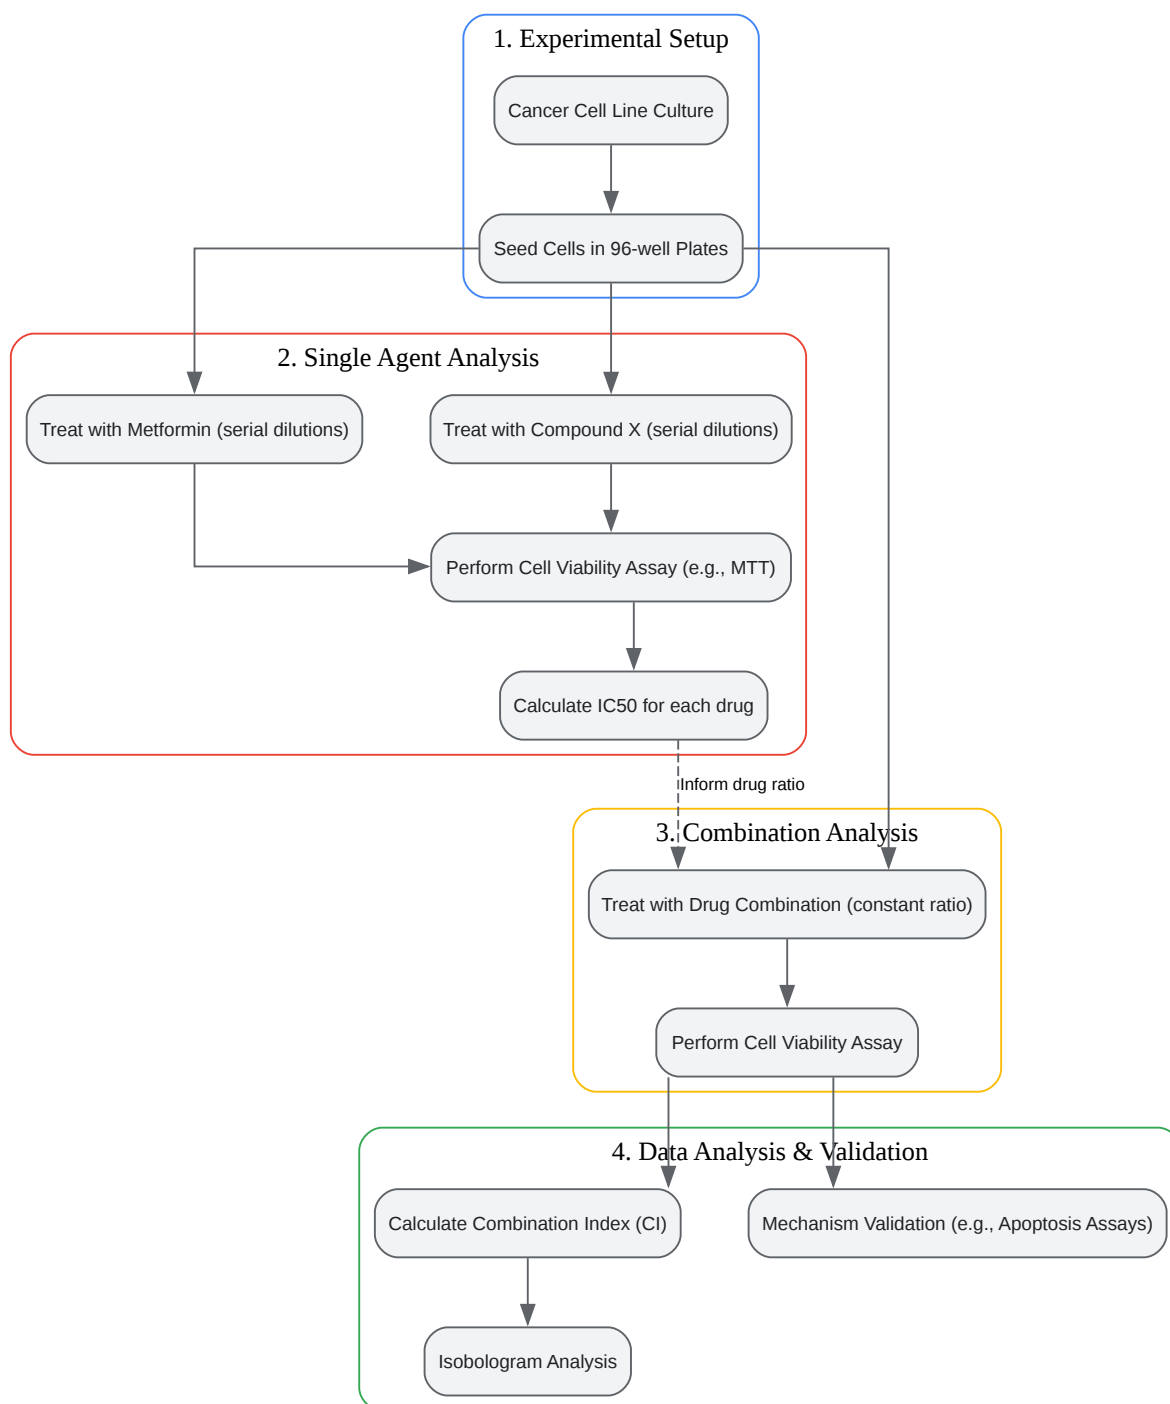 1. Experimental Setup
Cancer Cell Line Culture
Seed Cells in 96-well Plates
2. Single Agent Analysis
Treat with Metformin (serial dilutions)
Treat with Compound X (serial dilutions)
Perform Cell Viability Assay (e.g., MTT)
Calculate IC50 for each drug
Inform drug ratio
3. Combination Analysis
Treat with Drug Combination (constant ratio)
Perform Cell Viability Assay
4. Data Analysis & Validation
Calculate Combination Index (CI)
Mechanism Validation (e.g., Apoptosis Assays)
Isobologram Analysis